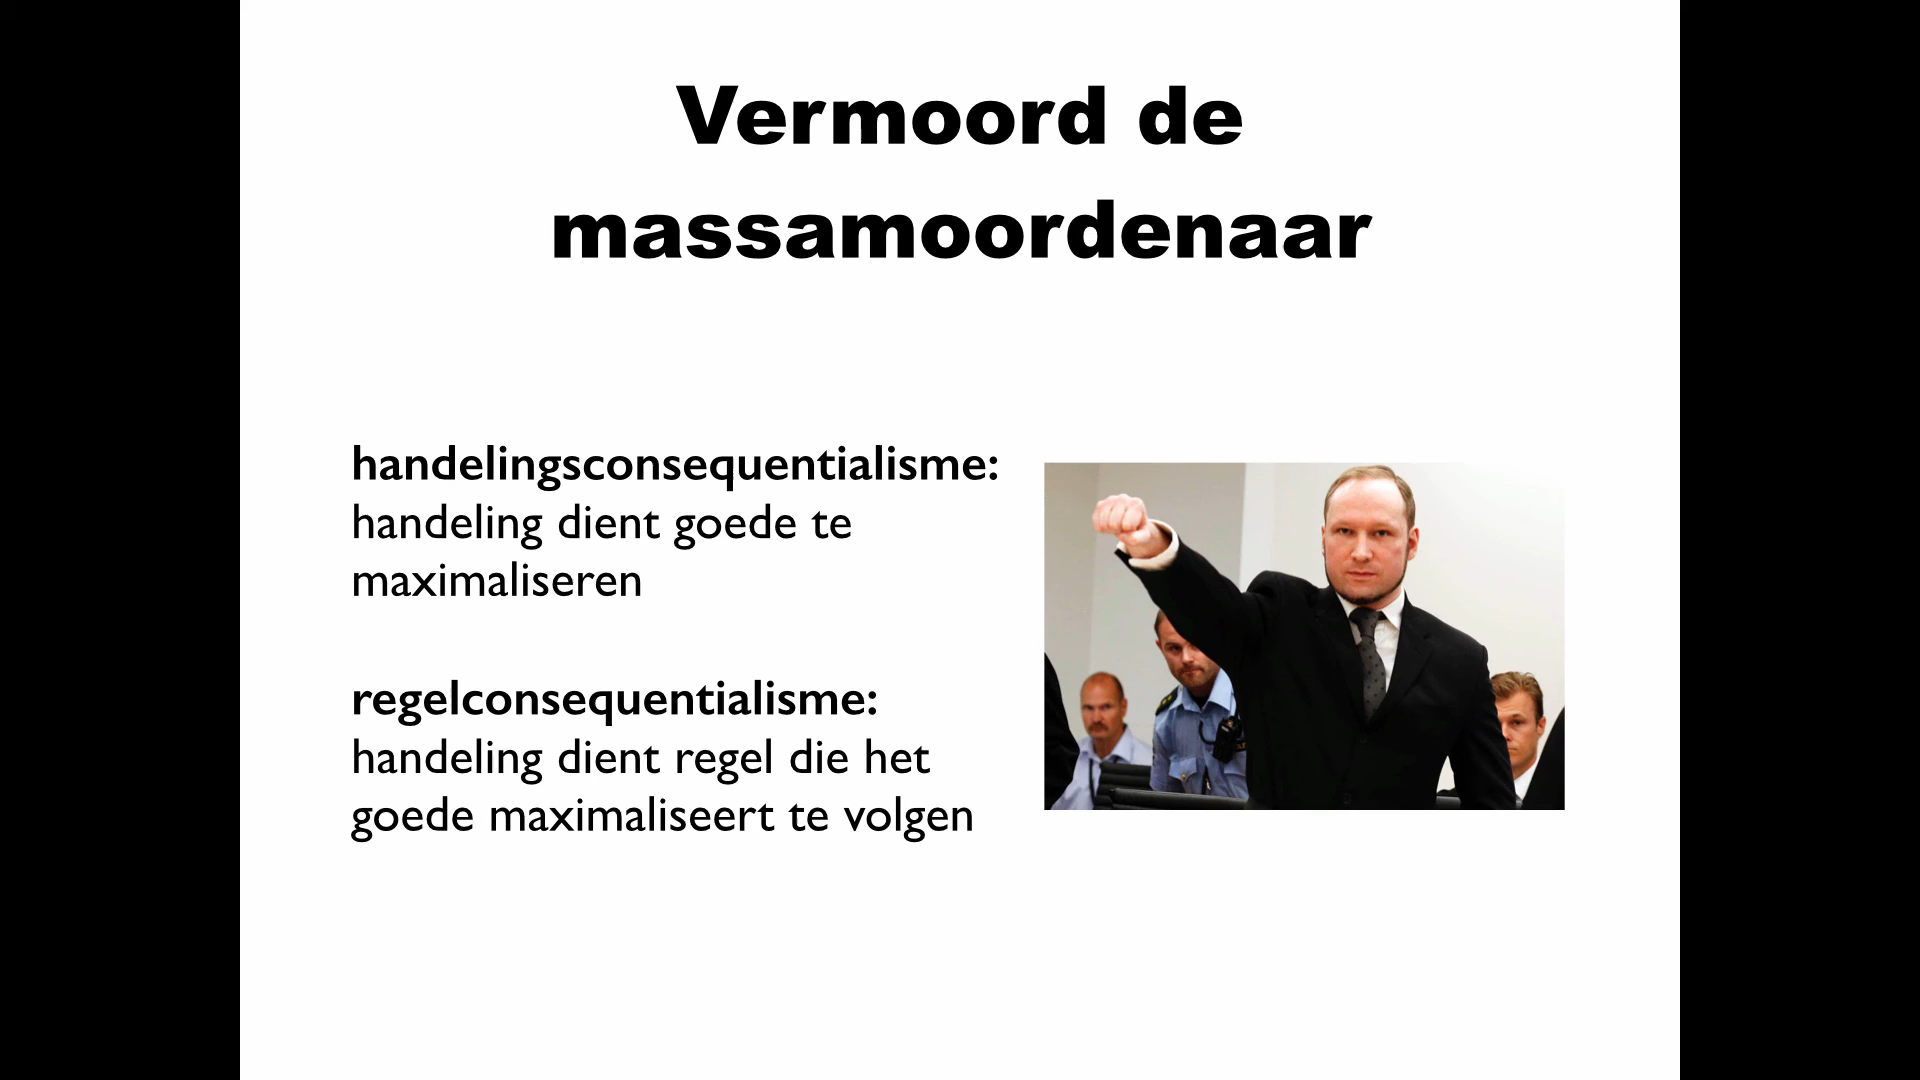 Vermoord de
massamoordenaar
handelingsconsequentialisme:
handeling dient goede te
maximaliseren
regelconsequentialisme:
handeling dient regel die het
goede maximaliseert te volgen